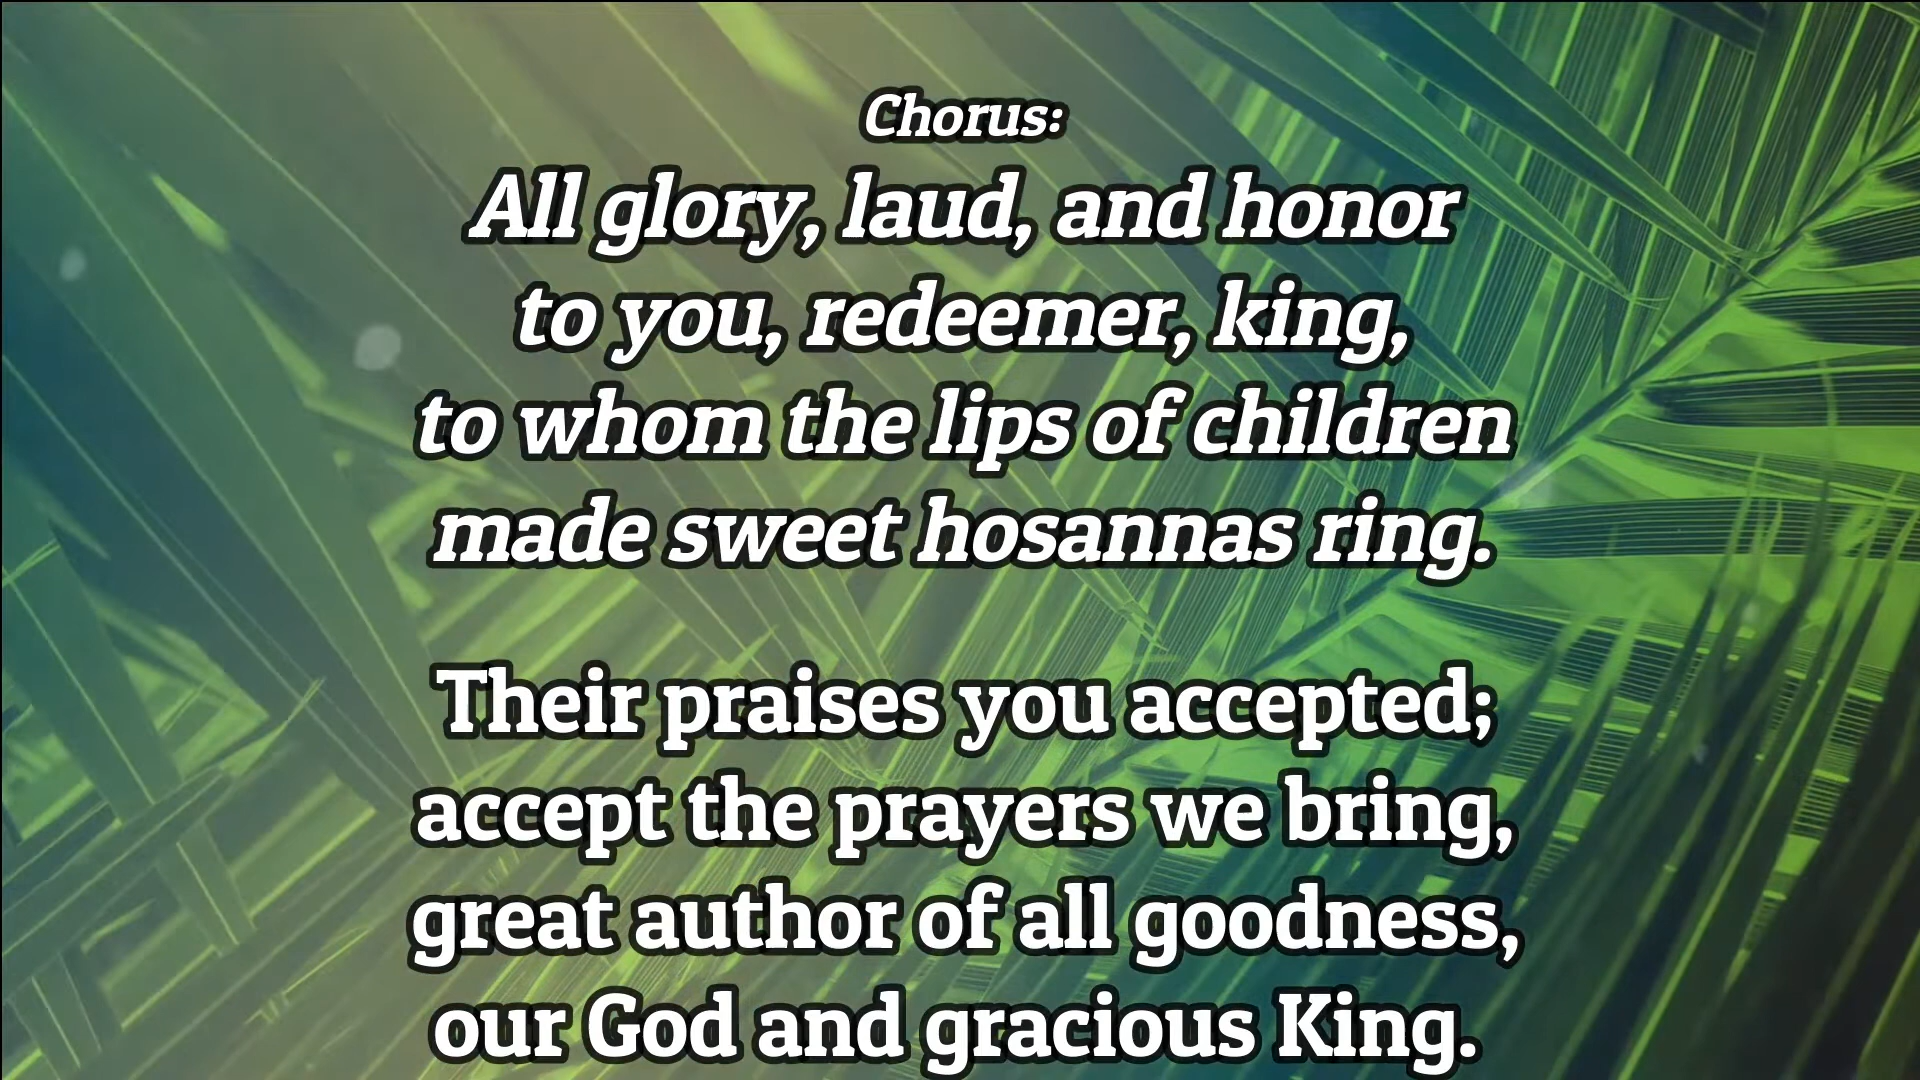 Chorus:
All glory, laud, and honor
to you, redeemer, king,
to whom the lips of children
made sweet hosannas ring.
Their praises you accepted;
accept the prayers we bring,
great author of all goodness,
our God and gracious King.